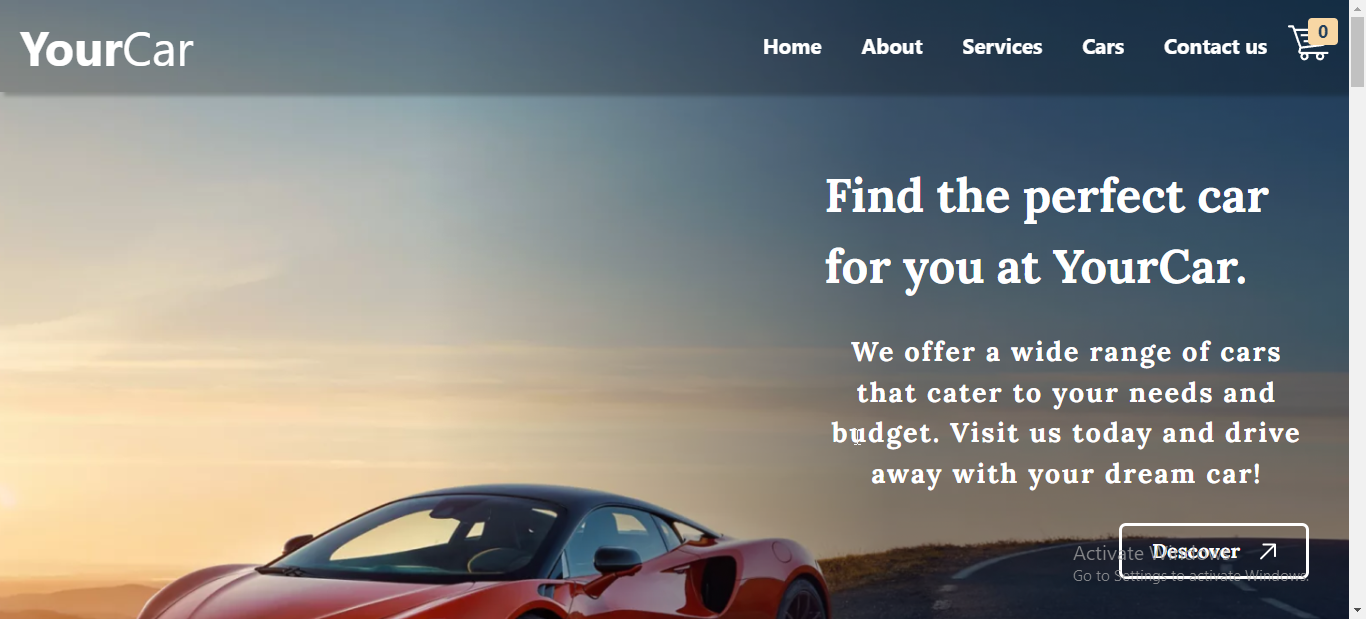 YourCar
Home About Services Cars Contact us 0
Find the perfect car
for you at YourCar.
We offer a wide range of cars
that cater to your needs and
budget. Visit us today and drive
away with your dream car!
Descover
Activate Windows
Go to Settings to activate Windows.